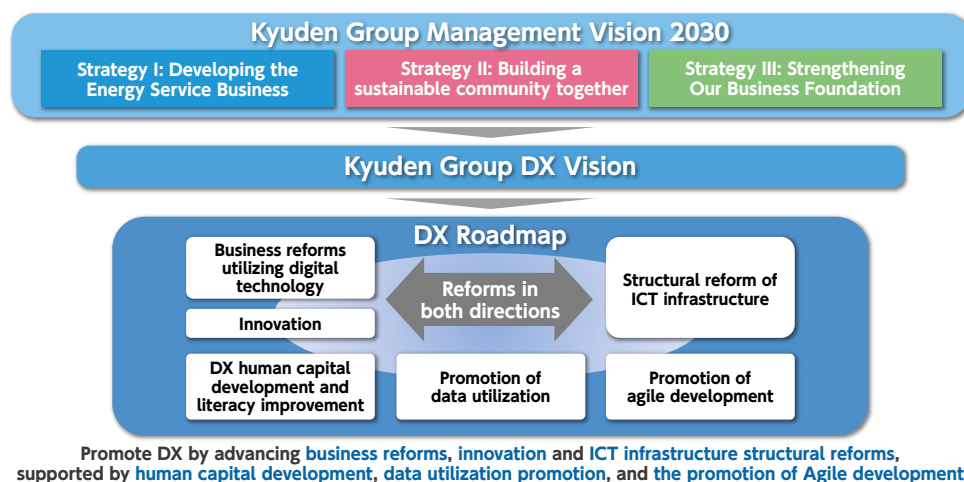 Kyuden Group Management Vision 2030
Strategy I: Developing the
Energy Service Business
Strategy II: Building a
sustainable community together
Strategy III: Strengthening
Our Business Foundation
Kyuden Group DX Vision
DX Roadmap
Business reforms
utilizing digital
technology
Innovation
Reforms in
both directions
Structural reform of
ICT infrastructure
DX human capital
development and
literacy improvement
Promotion of
data utilization
Promotion of
agile development
Promote DX by advancing business reforms, innovation and ICT infrastructure structural reforms,
supported by human capital development, data utilization promotion, and the promotion of Agile development